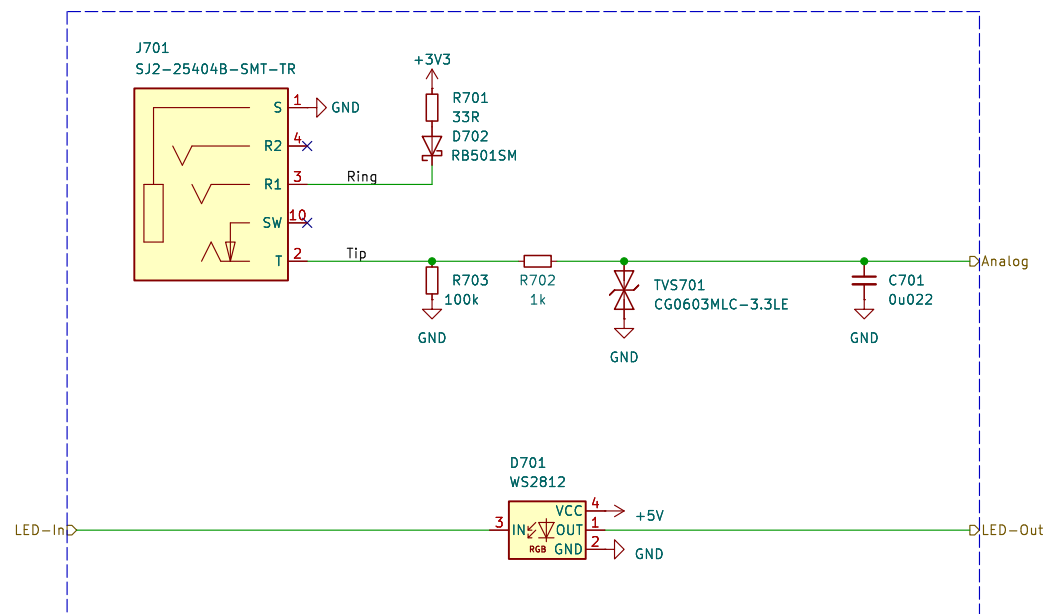 J701
SJ2-25404B-SMT-TR
S
1
GND
R2
4
R1
3
Ring
SW
10
T
2
Tip
+3V3
R701
33R
D702
RB501SM
R703
100k
GND
R702
1k
TVS701
CG0603MLC-3.3LE
GND
C701
0u022
GND
Analog
D701
WS2812
LED-In
3
IN
RGB
VCC
4
+5V
OUT
1
GND
2
GND
LED-Out